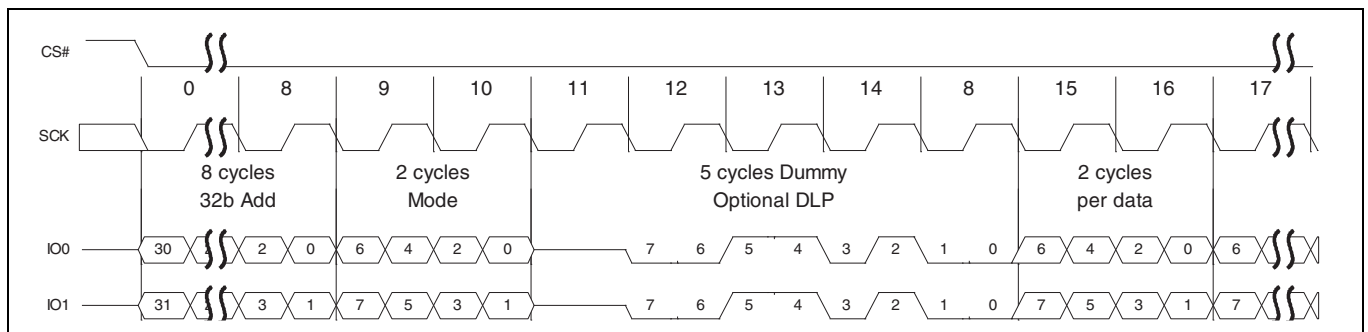 CS#
0 8 9 10 11 12 13 14 8 15 16 17
SCK
8 cycles 2 cycles 5 cycles Dummy 2 cycles
32b Add Mode Optional DLP per data
IO0 30 2 0 6 4 2 0 7 6 5 4 3 2 1 0 6 4 2 0 6
IO1 31 3 1 7 5 3 1 7 6 5 4 3 2 1 0 7 5 3 1 7